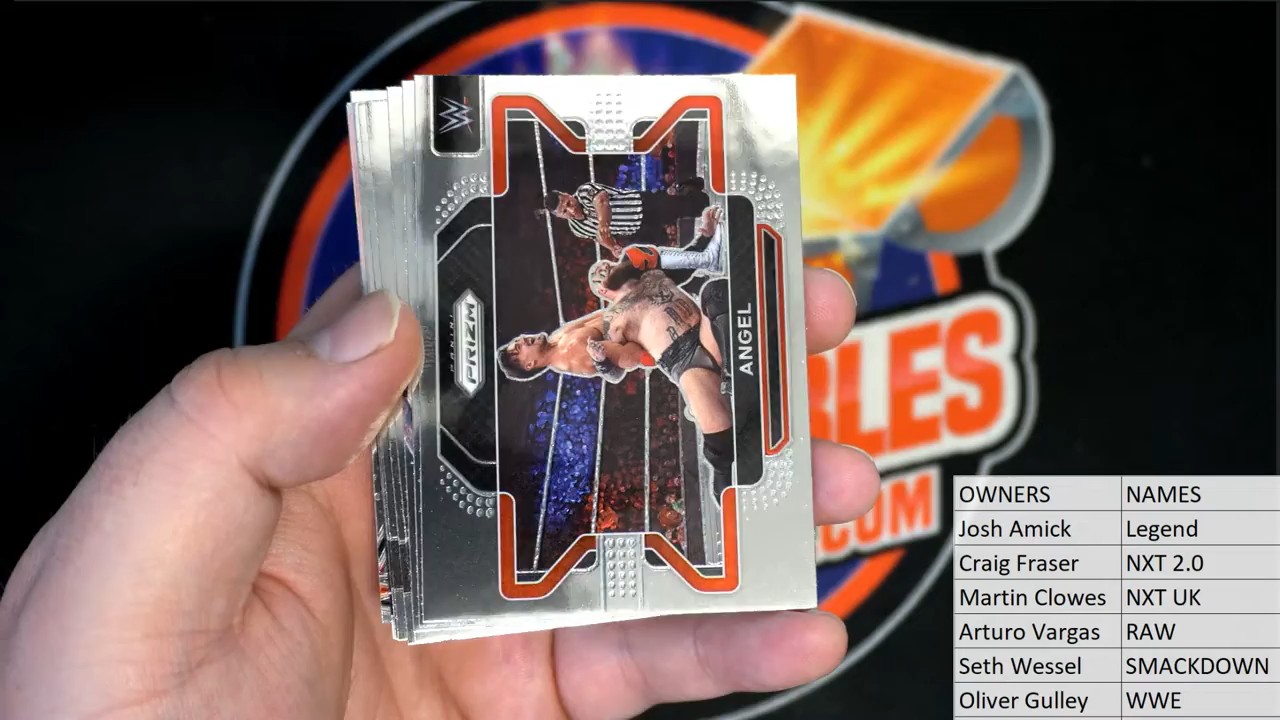 W
PANINI
PRIZM
ANGEL
BLES
.COM
OWNERS NAMES
Josh Amick Legend
Craig Fraser NXT 2.0
Martin Clowes NXT UK
Arturo Vargas RAW
Seth Wessel SMACKDOWN
Oliver Gulley WWE